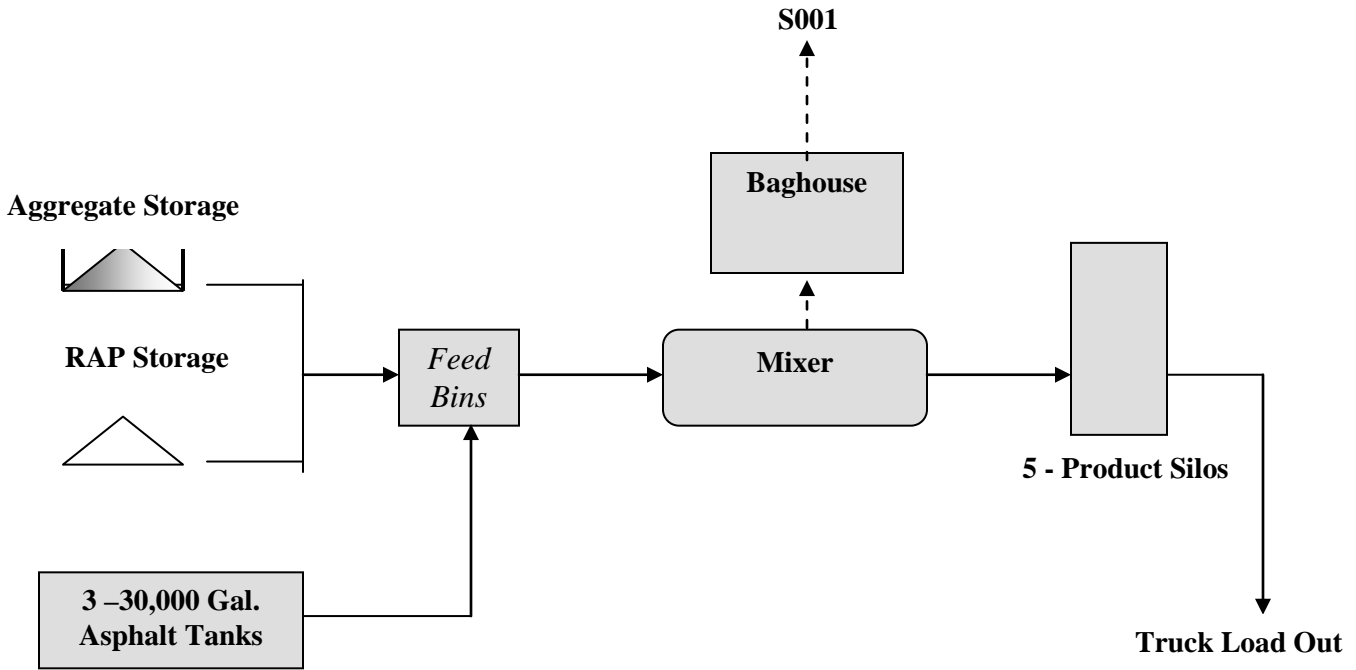 S001
Baghouse
Aggregate Storage
RAP Storage
Feed
Bins
Mixer
5 - Product Silos
3 –30,000 Gal.
Asphalt Tanks
Truck Load Out